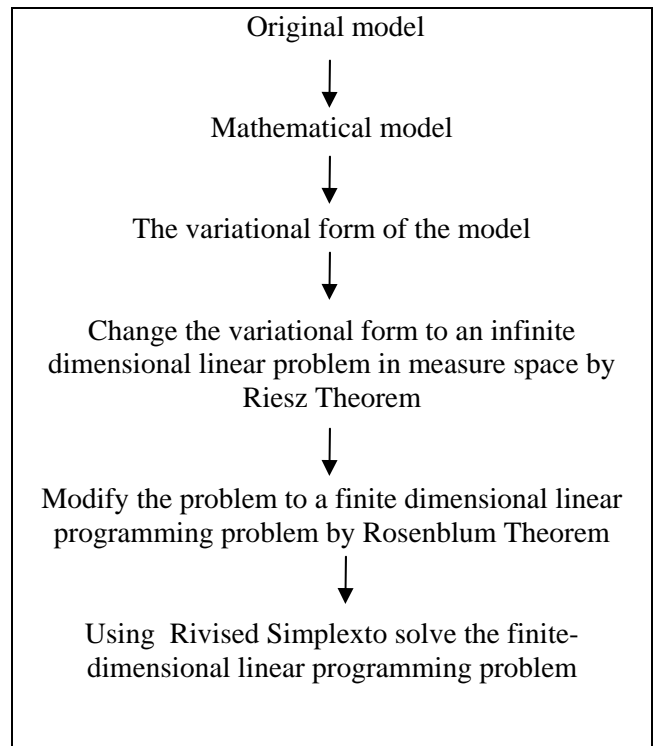 Original model
Mathematical model
The variational form of the model
Change the variational form to an infinite
dimensional linear problem in measure space by
Riesz Theorem
Modify the problem to a finite dimensional linear
programming problem by Rosenblum Theorem
Using Rivised Simplexto solve the finite-
dimensional linear programming problem